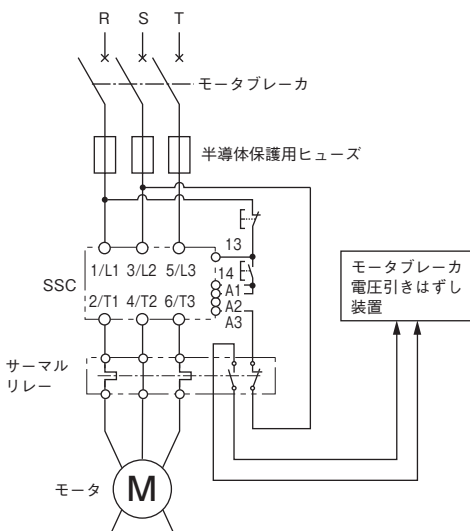 R S T
モータブレーカ
半導体保護用ヒューズ
13
1/L1 3/L2 5/L3
14
SSC
A1
2/T1 4/T2 6/T3
A2
A3
モータブレーカ
電圧引きはずし
装置
サーマル
リレー
モータ
M